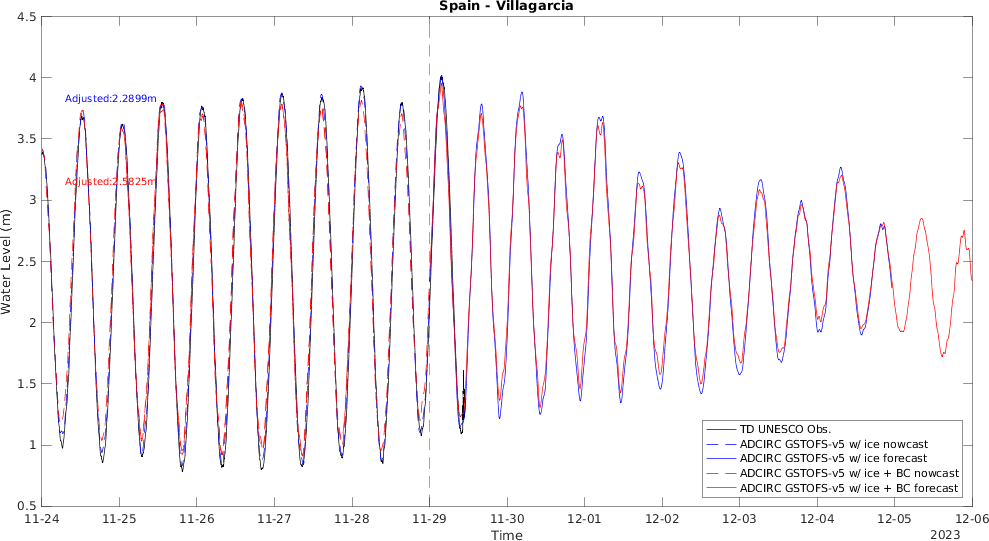 Spain - Villagarcia
Water Level (m)
4.5
4
3.5
3
2.5
2
1.5
1
0.5
Adjusted:2.2899m
Adjusted:2.5825m
TD UNESCO Obs.
ADCIRC GSTOFS-v5 w/ ice nowcast
ADCIRC GSTOFS-v5 w/ ice forecast
ADCIRC GSTOFS-v5 w/ ice + BC nowcast
ADCIRC GSTOFS-v5 w/ ice + BC forecast
11-24 11-25 11-26 11-27 11-28 11-29 11-30 12-01 12-02 12-03 12-04 12-05 12-06
Time
2023